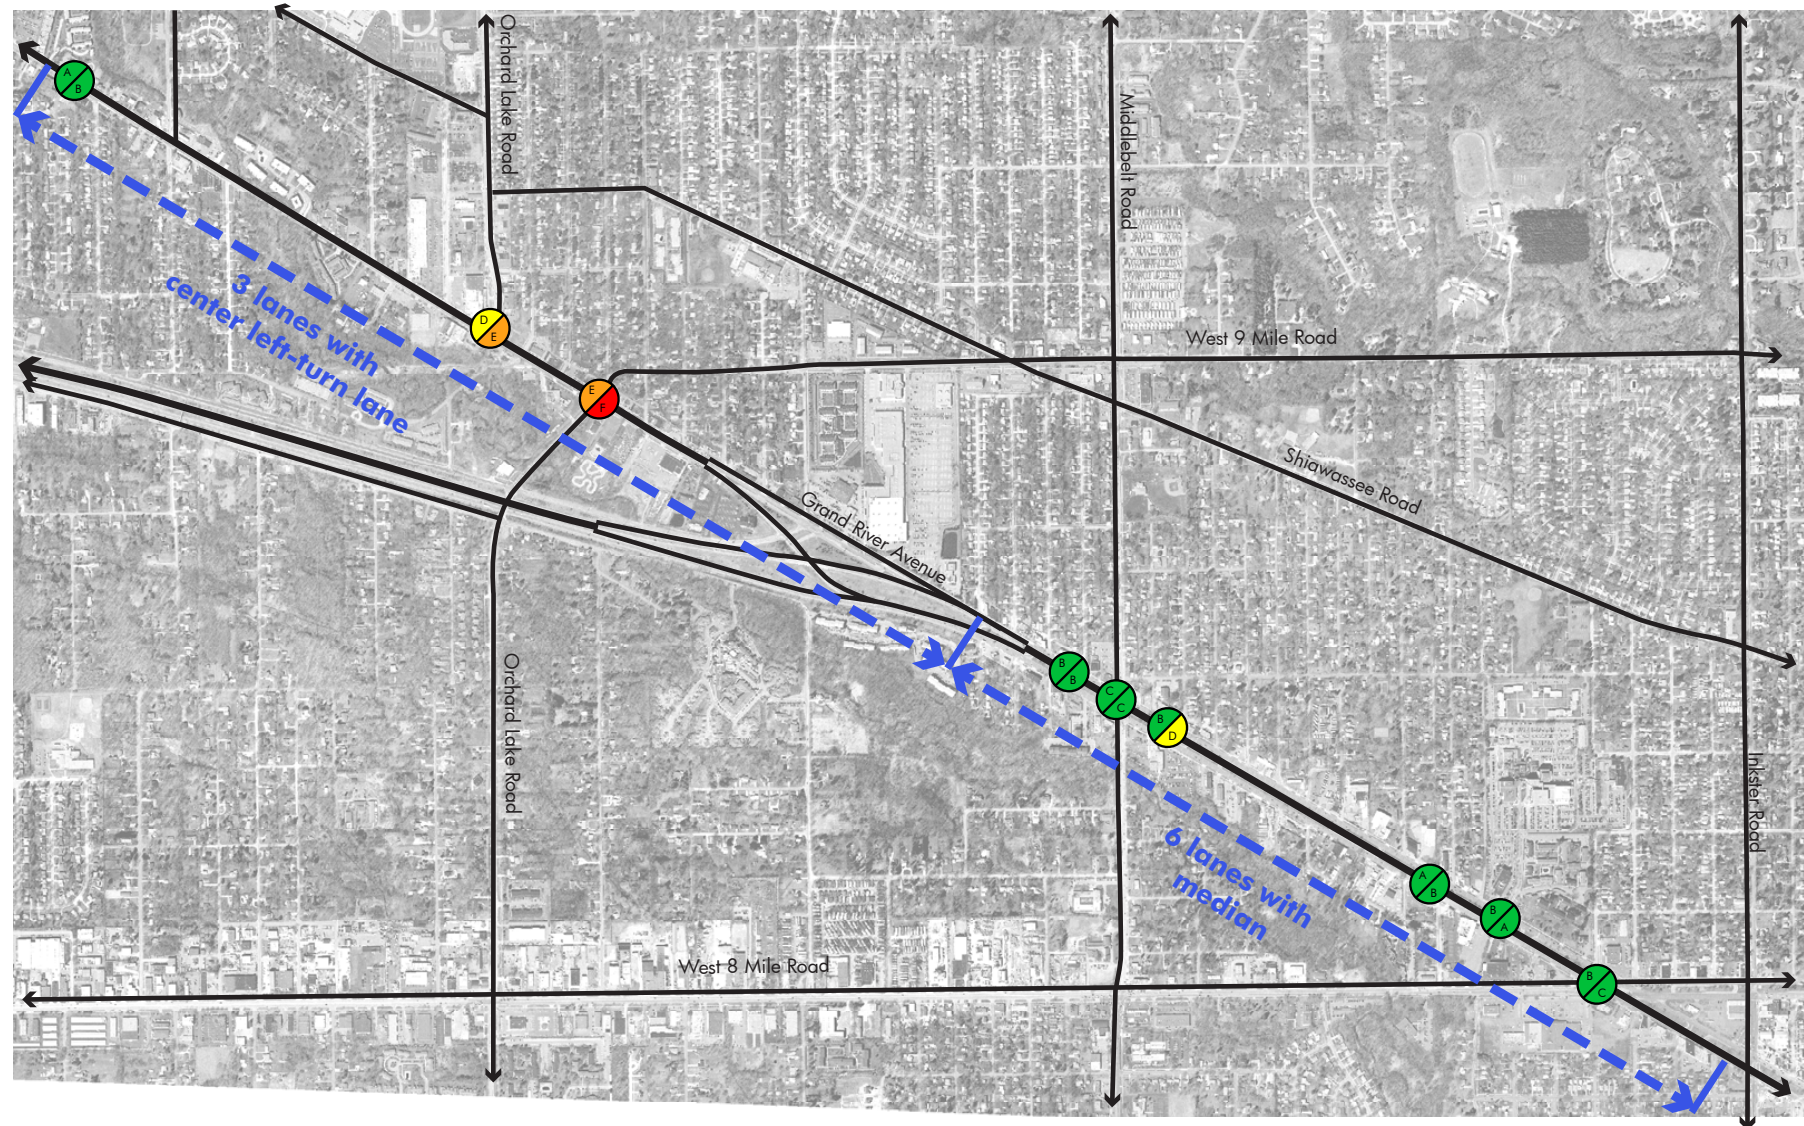 Orchard Lake Road
A
B
Middlebelt Road
3 lanes with
center left-turn lane
D
E
West 9 Mile Road
E
F
Shiawassee Road
Grand River Avenue
Orchard Lake Road
B
B
C
C
B
D
Inkster Road
6 lanes with
median
A
B
B
A
West 8 Mile Road
B
C